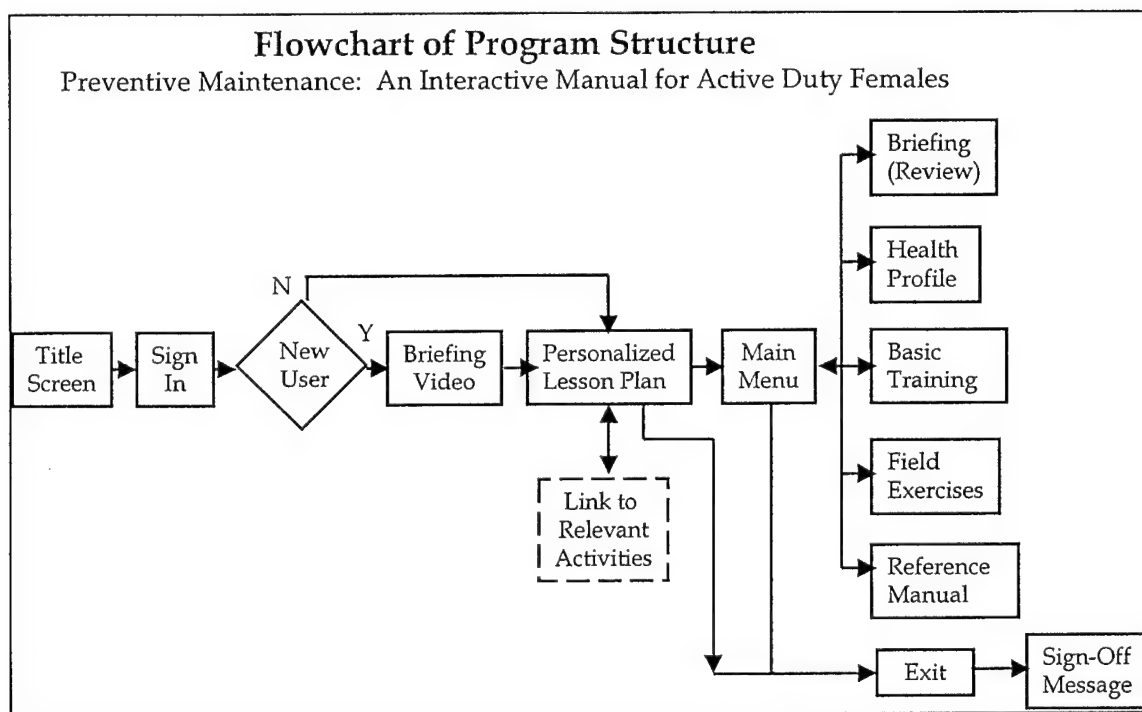 Flowchart of Program Structure
Preventive Maintenance: An Interactive Manual for Active Duty Females
Title
Screen
Sign
In
N
New
User
Y
Briefing
Video
Personalized
Lesson Plan
Link to
Relevant
Activities
Main
Menu
Briefing
(Review)
Health
Profile
Basic
Training
Field
Exercises
Reference
Manual
Exit
Sign-Off
Message